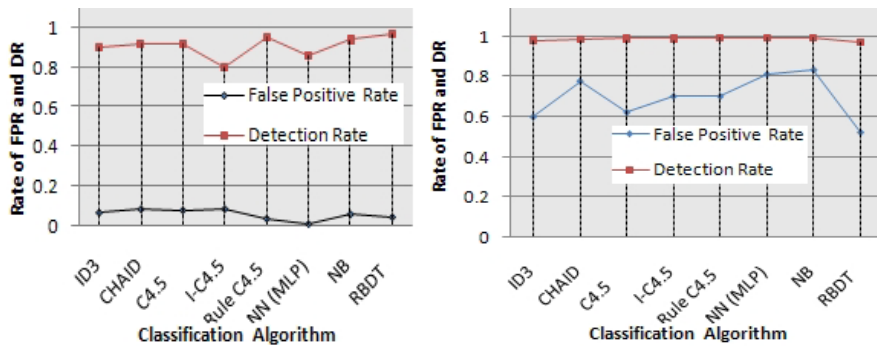 Rate of FPR and DR
1
0.8
0.6
0.4
0.2
0
False Positive Rate
Detection Rate
ID3
CHAID
C4.5
I-C4.5
Rule C4.5
NN (MLP)
NB
RBDT
Classification Algorithm
Rate of FPR and DR
1
0.8
0.6
0.4
0.2
0
False Positive Rate
Detection Rate
ID3
CHAID
C4.5
I-C4.5
Rule C4.5
NN (MLP)
NB
RBDT
Classification Algorithm